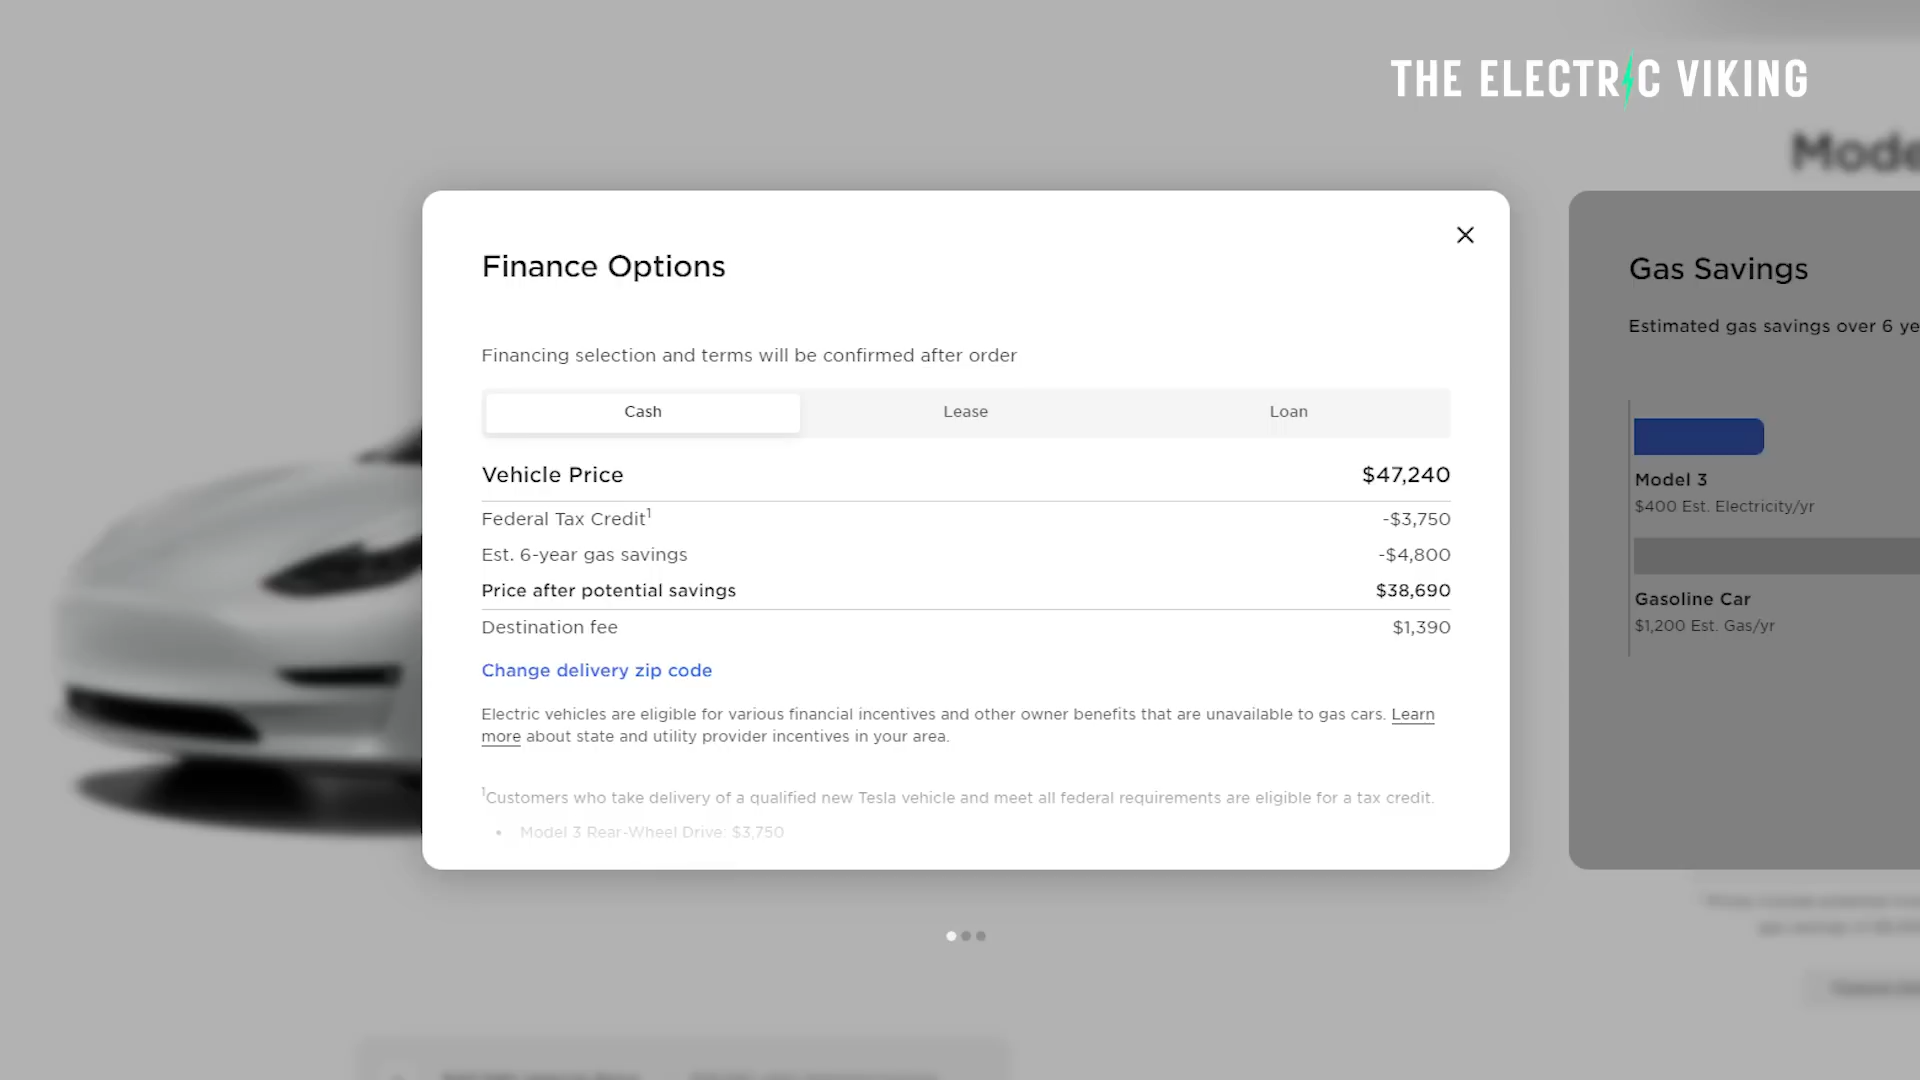 THE ELECTRIC VIKING
Mode
Finance Options
Financing selection and terms will be confirmed after order
Cash
Lease
Loan
Vehicle Price
$47,240
Federal Tax Credit¹
-$3,750
Est. 6-year gas savings
-$4,800
Price after potential savings
$38,690
Destination fee
$1,390
Change delivery zip code
Electric vehicles are eligible for various financial incentives and other owner benefits that are unavailable to gas cars. Learn
more about state and utility provider incentives in your area.
¹Customers who take delivery of a qualified new Tesla vehicle and meet all federal requirements are eligible for a tax credit.
• Model 3 Rear-Wheel Drive: $3,750
Gas Savings
Estimated gas savings over 6 ye
Model 3
$400 Est. Electricity/yr
Gasoline Car
$1,200 Est. Gas/yr